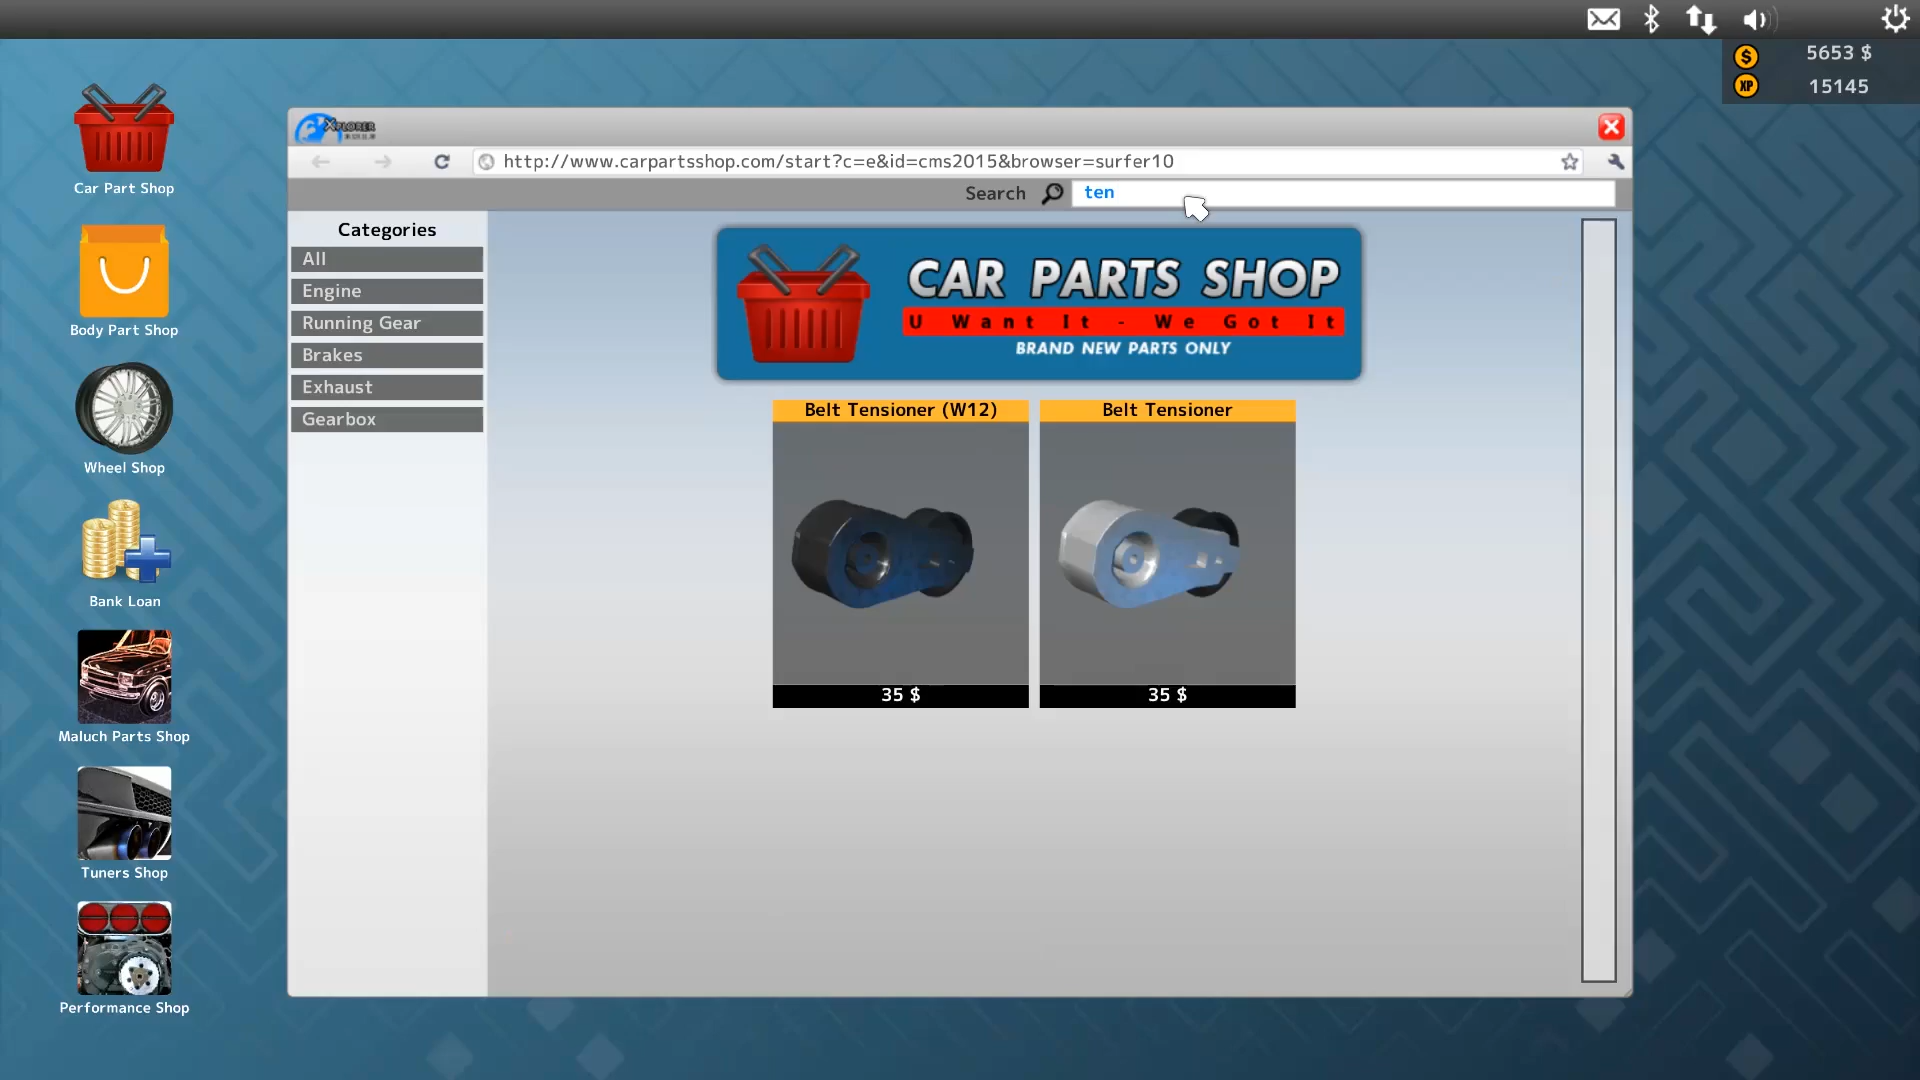 5653 $
XP
15145
Car Part Shop
Body Part Shop
Wheel Shop
Bank Loan
Maluch Parts Shop
Tuners Shop
Performance Shop
XPLORER
http://www.carpartsshop.com/start?c=e&id=cms2015&browser=surfer10
Search
ten
Categories
All
Engine
Running Gear
Brakes
Exhaust
Gearbox
CAR PARTS SHOP
U Want It - We Got It
BRAND NEW PARTS ONLY
Belt Tensioner (W12)
35 $
Belt Tensioner
35 $